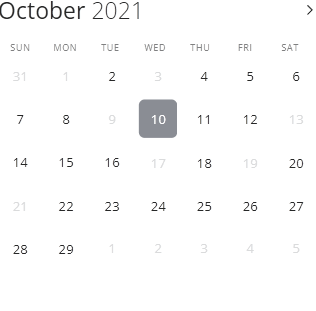 October 2021
SUN MON TUE WED THU FRI SAT
31 1 2 3 4 5 6
7 8 9 10 11 12 13
14 15 16 17 18 19 20
21 22 23 24 25 26 27
28 29 1 2 3 4 5